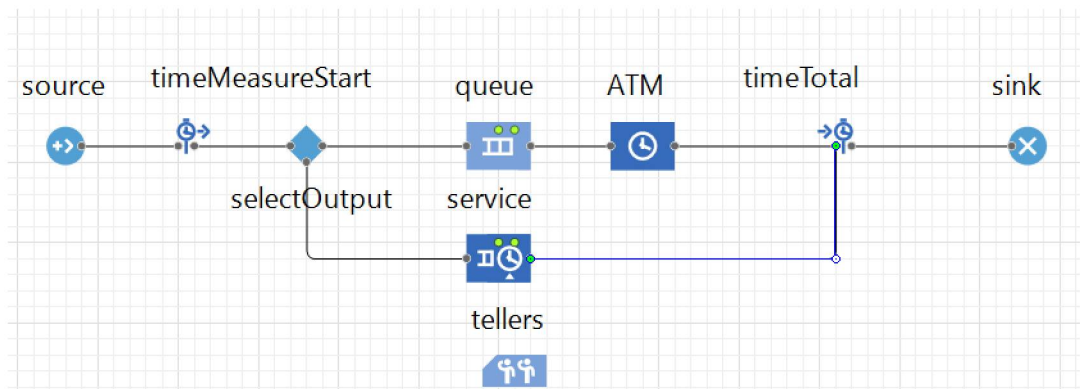 source
timeMeasureStart
queue
ATM
timeTotal
sink
selectOutput
service
tellers